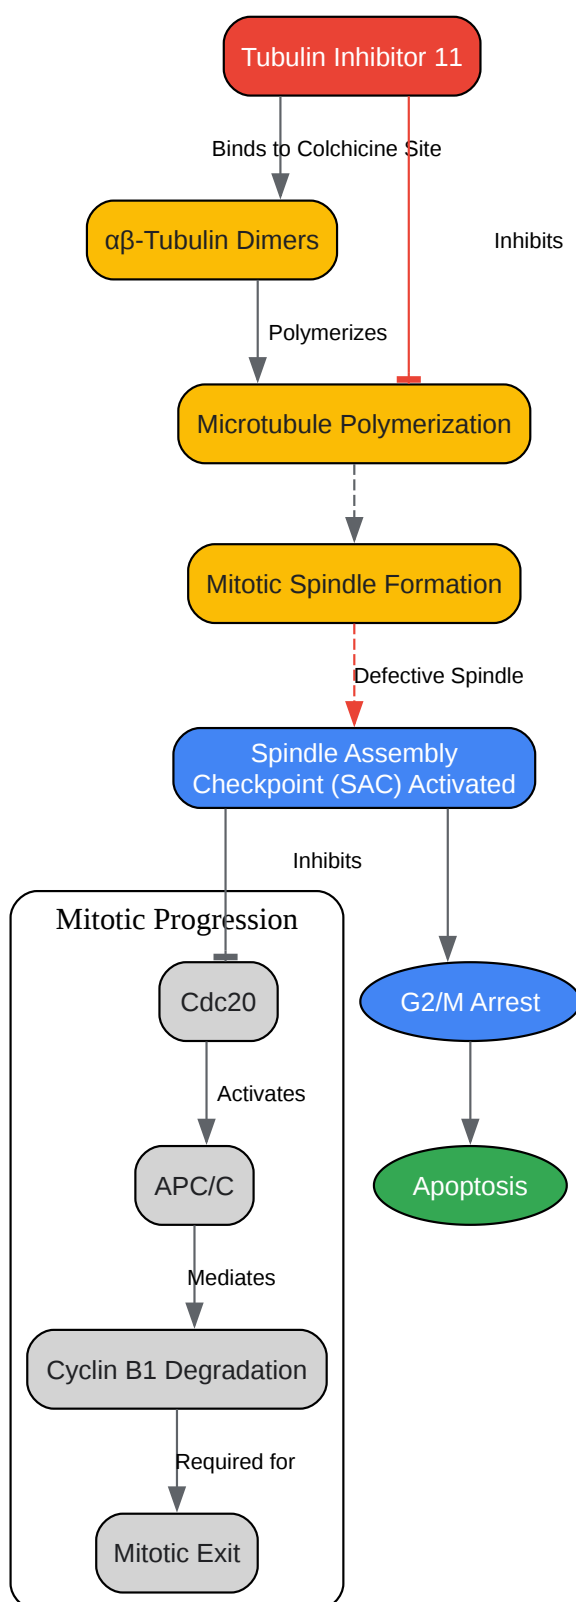 Tubulin Inhibitor 11
Binds to Colchicine Site
αβ-Tubulin Dimers
Inhibits
Polymerizes
Microtubule Polymerization
Mitotic Spindle Formation
Defective Spindle
Spindle Assembly
Checkpoint (SAC) Activated
Inhibits
Mitotic Progression
Cdc20
G2/M Arrest
Activates
APC/C
Apoptosis
Mediates
Cyclin B1 Degradation
Required for
Mitotic Exit